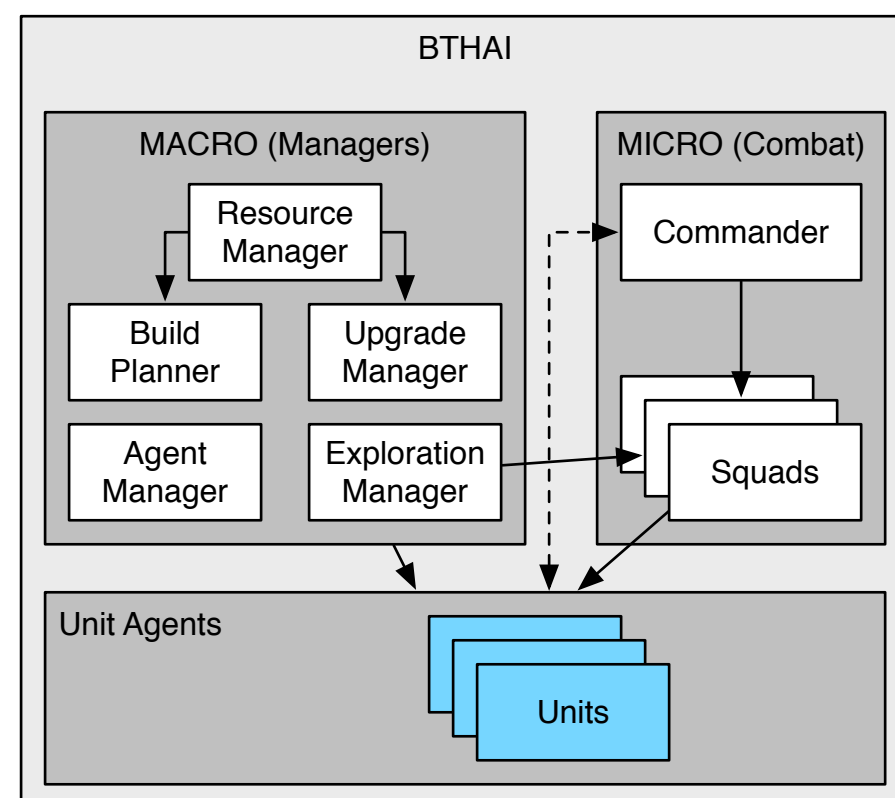 BTHAI
MACRO (Managers)
Resource
Manager
Build
Planner
Upgrade
Manager
Agent
Manager
Exploration
Manager
MICRO (Combat)
Commander
Squads
Unit Agents
Units